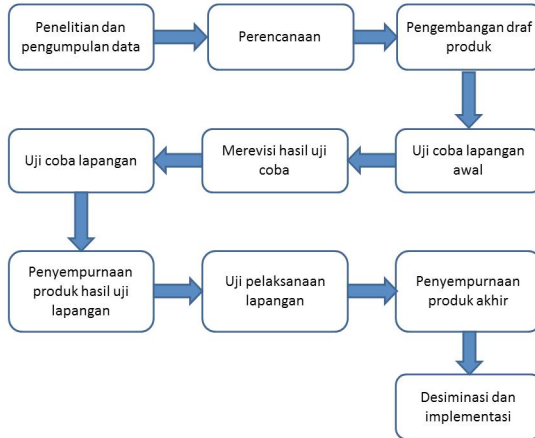 Penelitian dan
pengumpulan data
Perencanaan
Pengembangan draf
produk
Uji coba lapangan
awal
Merevisi hasil uji
coba
Uji coba lapangan
Penyempurnaan
produk hasil uji
lapangan
Uji pelaksanaan
lapangan
Penyempurnaan
produk akhir
Desiminasi dan
implementasi